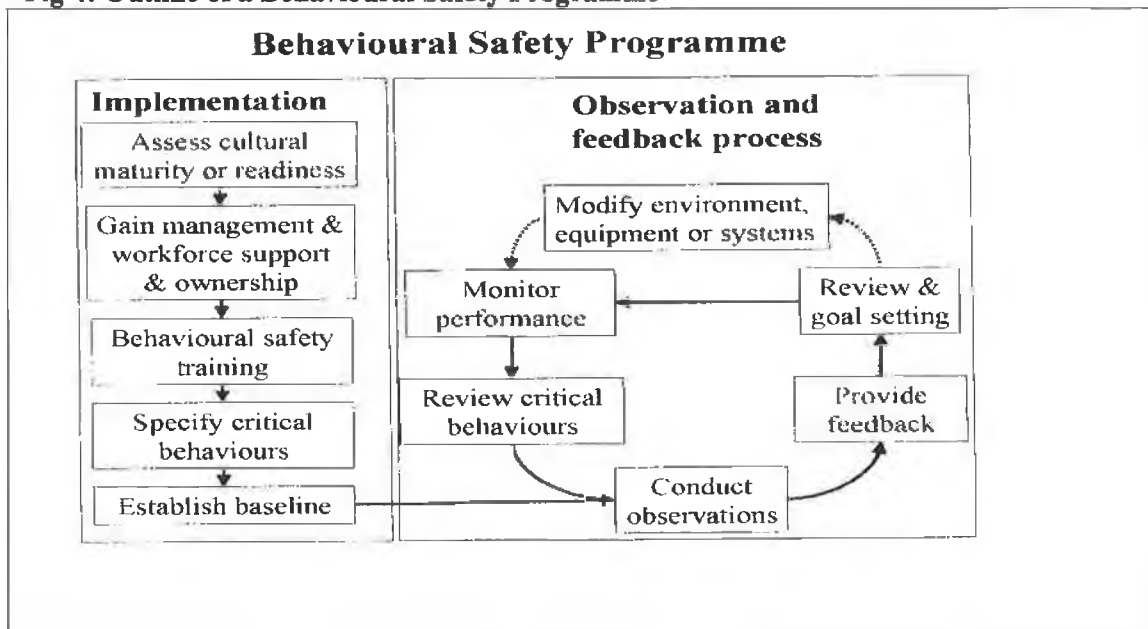 Behavioural Safety Programme
Implementation
Assess cultural
maturity or readiness
Gain management &
workforce support
& ownership
Behavioural safety
training
Specify critical
behaviours
Establish baseline
Observation and
feedback process
Modify environment,
equipment or systems
Monitor
performance
Review &
goal setting
Review critical
behaviours
Provide
feedback
Conduct
observations